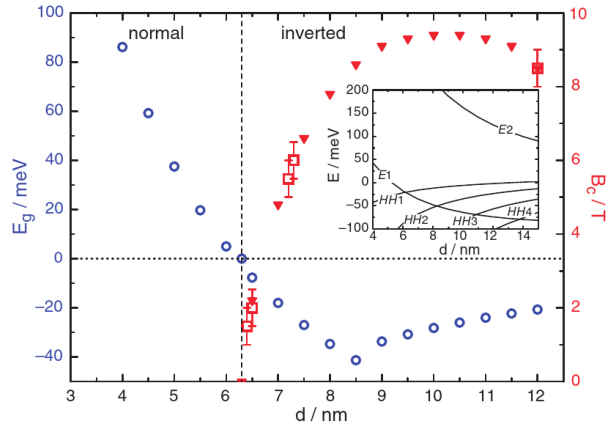 100
80
60
40
20
0
−20
−40
E_g / meV
normal
inverted
10
8
6
4
2
0
B_c / T
200
150
100
50
0
−50
−100
E / meV
E2
E1
HH1
HH2
HH3
HH4
4 6 8 10 12 14
d / nm
3 4 5 6 7 8 9 10 11 12
d / nm